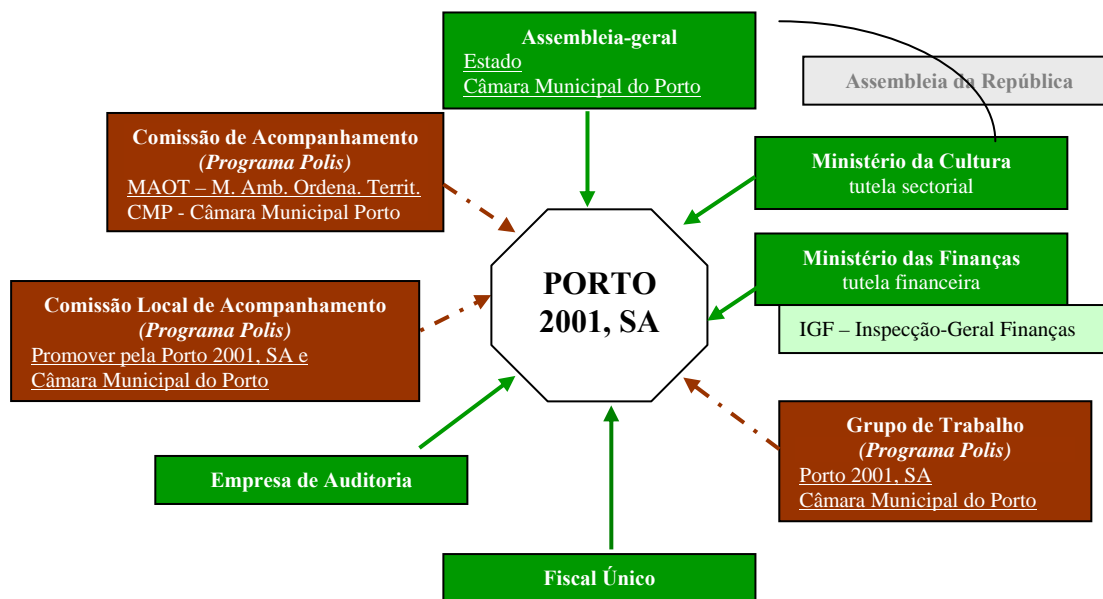 Assembleia-geral
Estado
Câmara Municipal do Porto
Assembleia da República
Comissão de Acompanhamento
(Programa Polis)
MAOT – M. Amb. Ordena. Territ.
CMP - Câmara Municipal Porto
Ministério da Cultura
tutela sectorial
PORTO
2001, SA
Ministério das Finanças
tutela financeira
IGF – Inspecção-Geral Finanças
Comissão Local de Acompanhamento
(Programa Polis)
Promover pela Porto 2001, SA e
Câmara Municipal do Porto
Grupo de Trabalho
(Programa Polis)
Porto 2001, SA
Câmara Municipal do Porto
Empresa de Auditoria
Fiscal Único